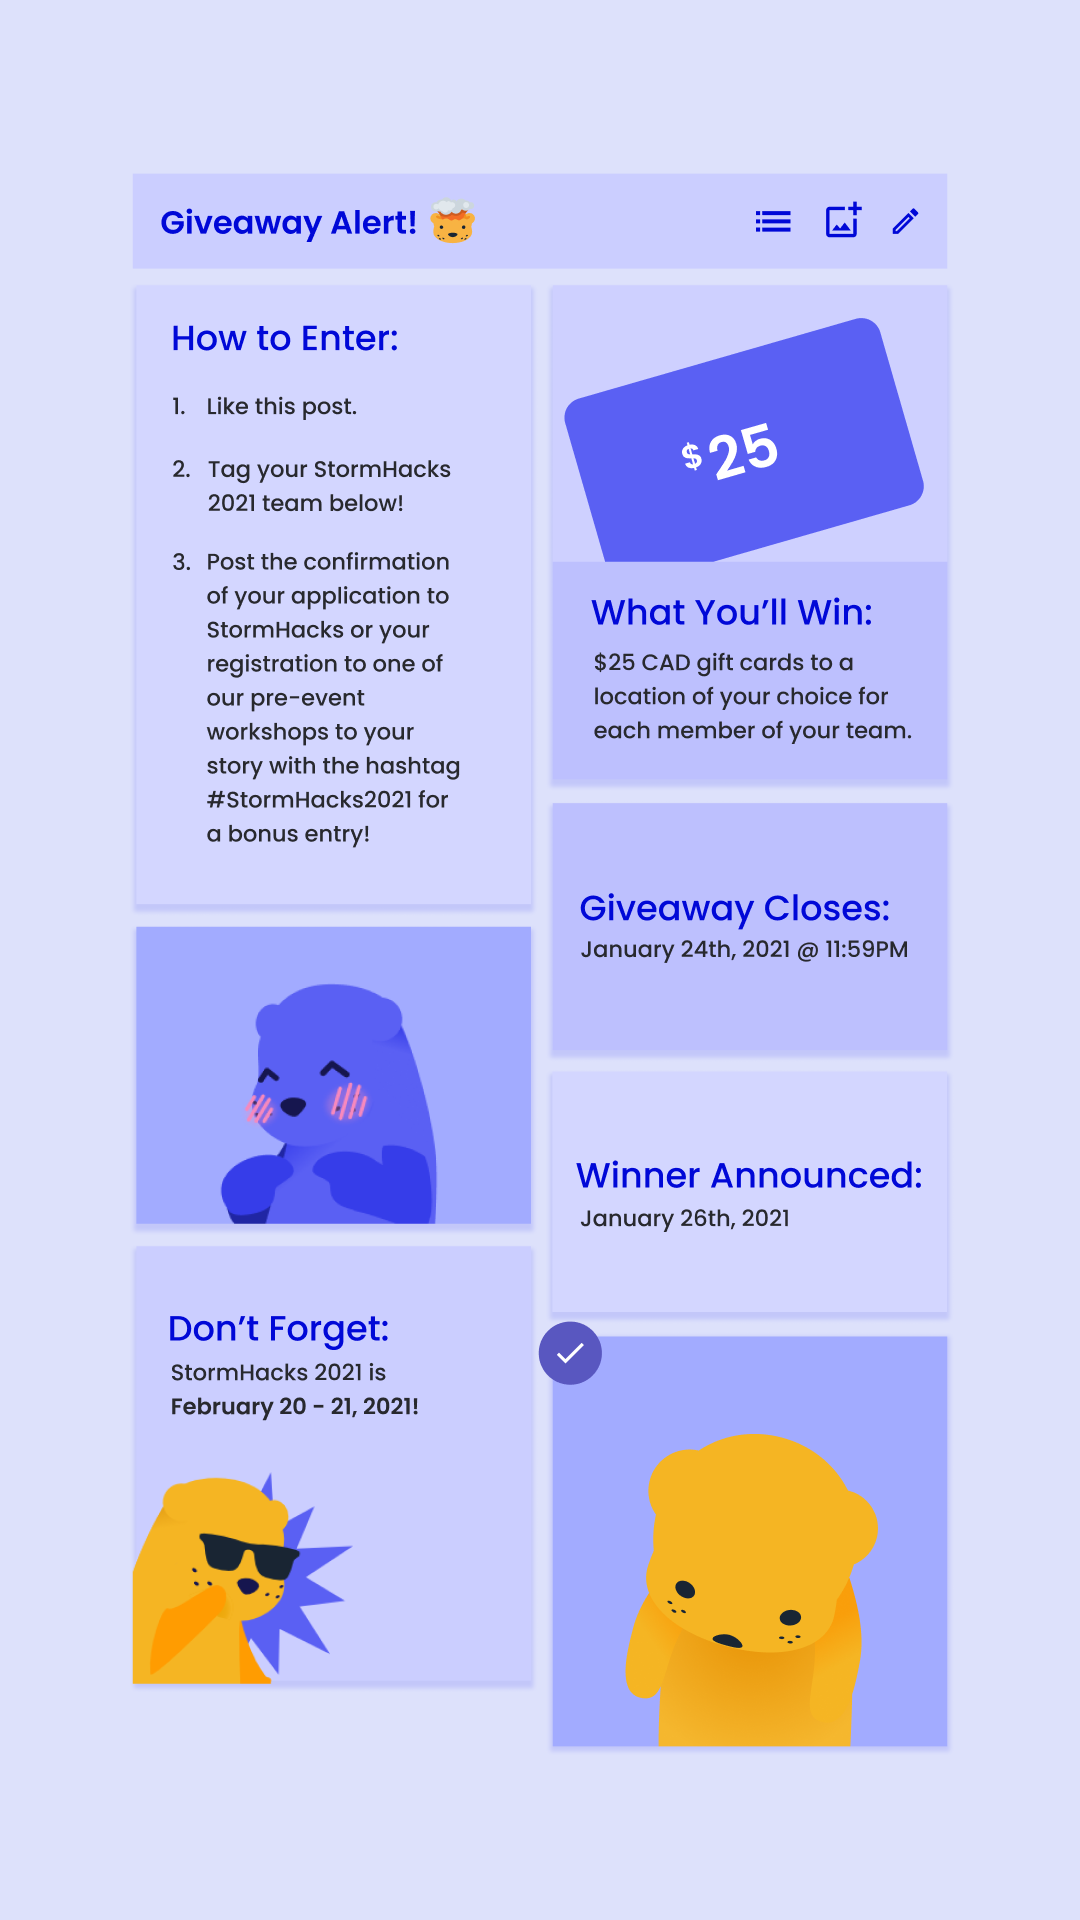 Giveaway Alert!
How to Enter:
1. Like this post.
2. Tag your StormHacks
2021 team below!
3. Post the confirmation
of your application to
StormHacks or your
registration to one of
our pre-event
workshops to your
story with the hashtag
#StormHacks2021 for
a bonus entry!
$25
What You’ll Win:
$25 CAD gift cards to a
location of your choice for
each member of your team.
Giveaway Closes:
January 24th, 2021 @ 11:59PM
Winner Announced:
January 26th, 2021
Don’t Forget:
StormHacks 2021 is
February 20 - 21, 2021!